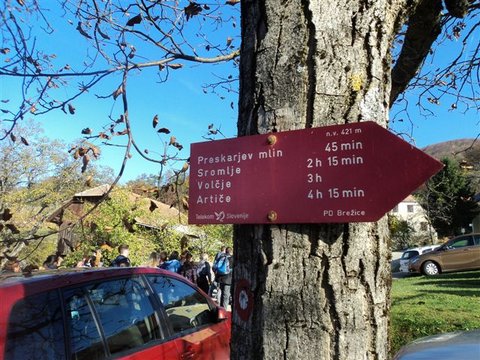 n.v. 421 m
Preskarjev mlin 45 min
Sromlje 2 h 15 min
Volčje 3 h
Artiče 4 h 15 min
Telekom Slovenije PD Brežice